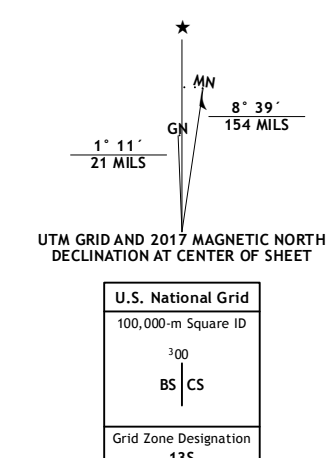 ★
MN
8° 39´
154 MILS
GN
1° 11´
21 MILS
UTM GRID AND 2017 MAGNETIC NORTH
DECLINATION AT CENTER OF SHEET
U.S. National Grid
100,000-m Square ID
³00
BS | CS
Grid Zone Designation
13S